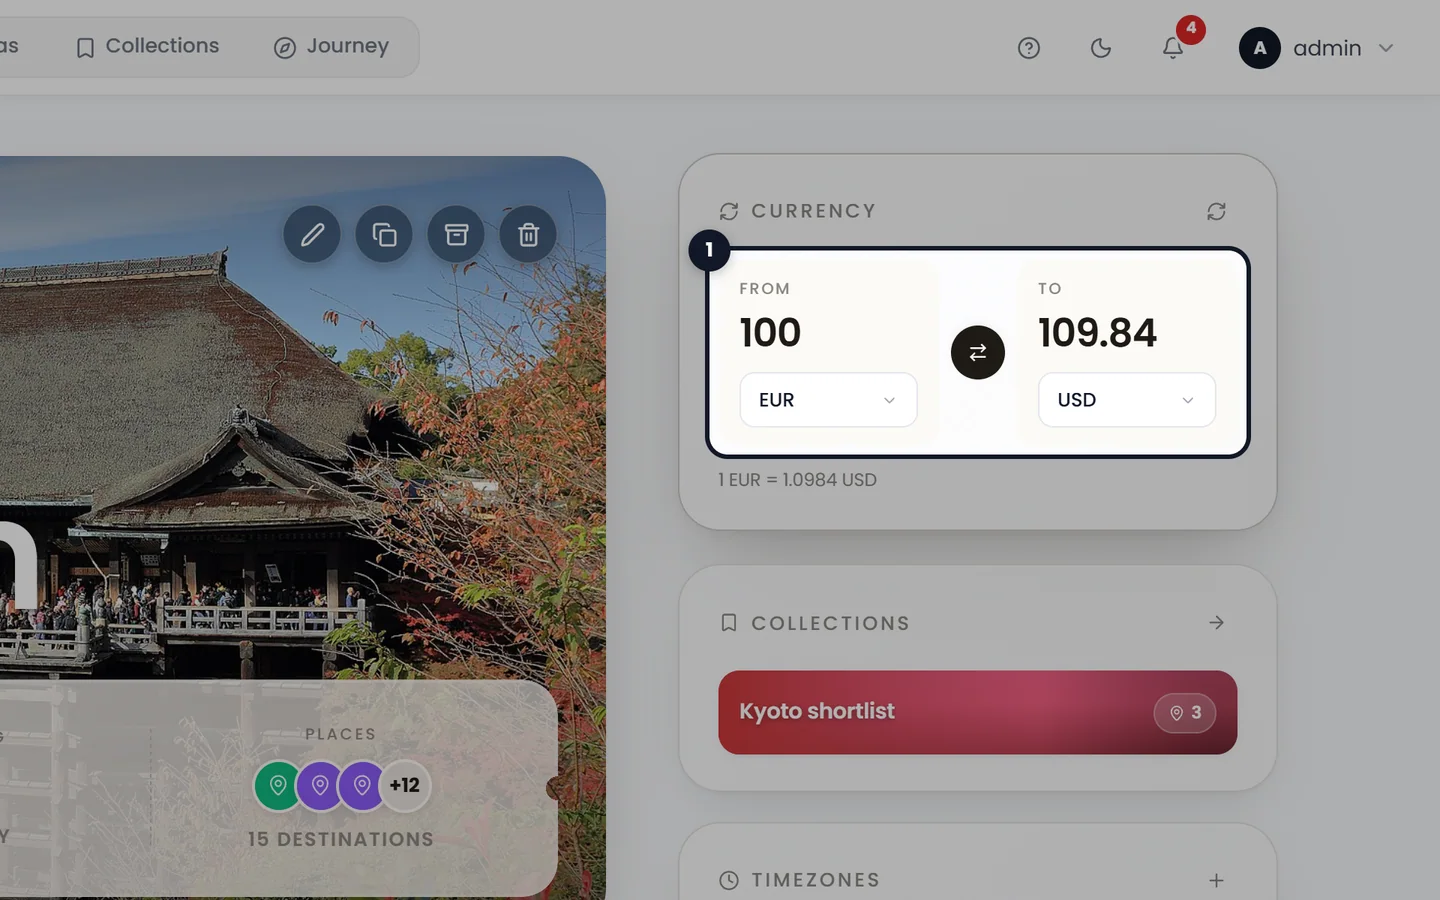 Collections
Journey
4
A
admin
CURRENCY
1
FROM
100
EUR
TO
109.84
USD
1 EUR = 1.0984 USD
COLLECTIONS
Kyoto shortlist
3
PLACES
+12
15 DESTINATIONS
TIMEZONES